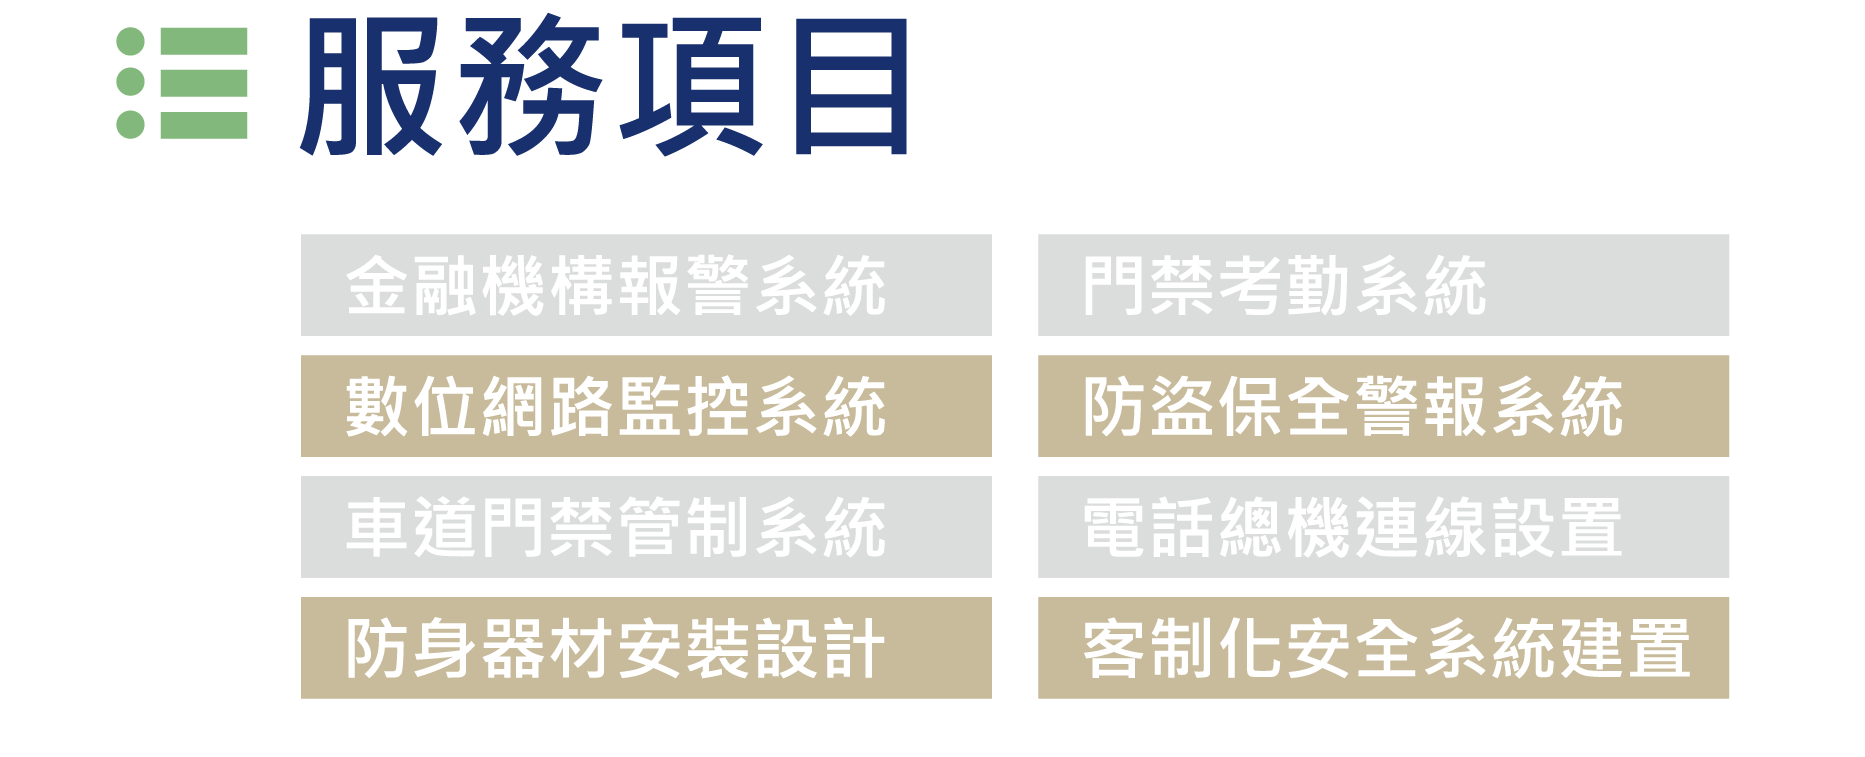 服務項目
金融機構報警系統
門禁考勤系統
數位網路監控系統
防盜保全警報系統
車道門禁管制系統
電話總機連線設置
防身器材安裝設計
客制化安全系統建置